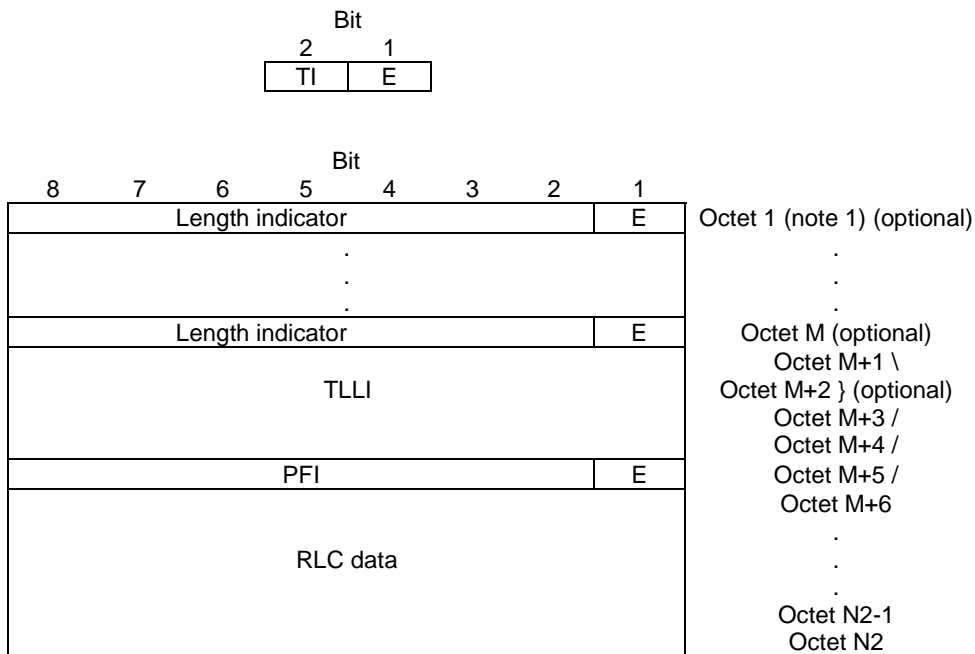 Bit
2 1
TI E
Bit
8 7 6 5 4 3 2 1
Length indicator E Octet 1 (note 1) (optional)
. .
. .
. .
Length indicator E Octet M (optional)
Octet M+1 \
TLLI Octet M+2 } (optional)
Octet M+3 /
Octet M+4 /
PFI E Octet M+5 /
Octet M+6
.
RLC data .
.
Octet N2-1
Octet N2